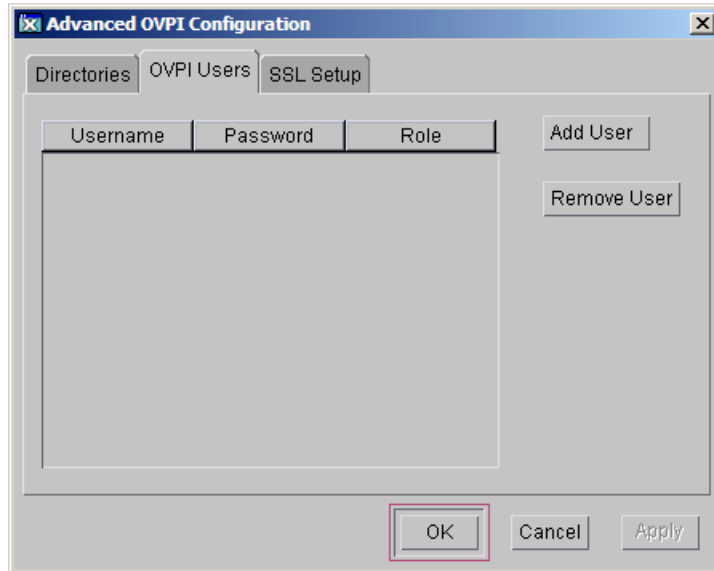 Advanced OVPI Configuration
Directories OVPI Users SSL Setup
Username Password Role Add User
Remove User
OK Cancel Apply